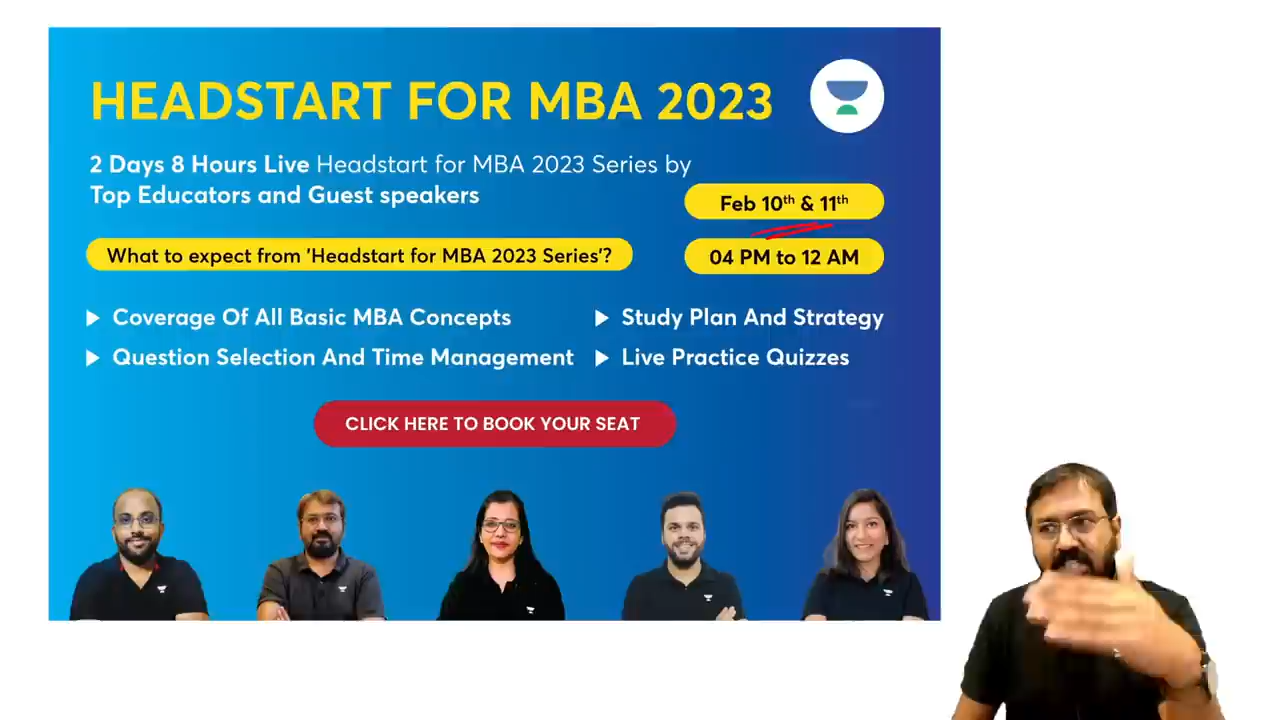 HEADSTART FOR MBA 2023
2 Days 8 Hours Live Headstart for MBA 2023 Series by
Top Educators and Guest speakers
Feb 10th & 11th
What to expect from 'Headstart for MBA 2023 Series'?
04 PM to 12 AM
Coverage Of All Basic MBA Concepts
Study Plan And Strategy
Question Selection And Time Management
Live Practice Quizzes
CLICK HERE TO BOOK YOUR SEAT